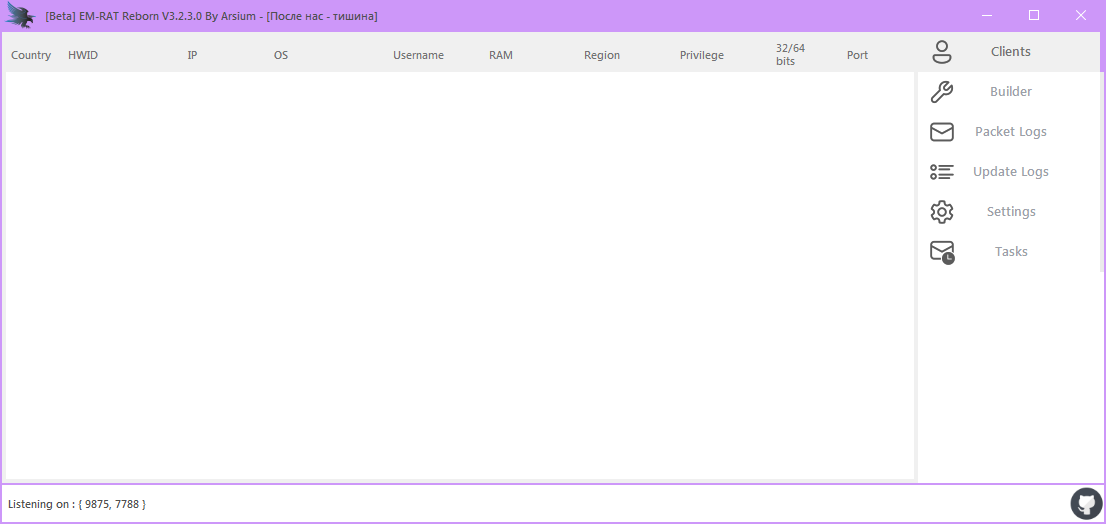 [Beta] EM-RAT Reborn V3.2.3.0 By Arsium - [После нас - тишина]
Country HWID IP OS Username RAM Region Privilege 32/64 bits Port
Clients
Builder
Packet Logs
Update Logs
Settings
Tasks
Listening on : { 9875, 7788 }